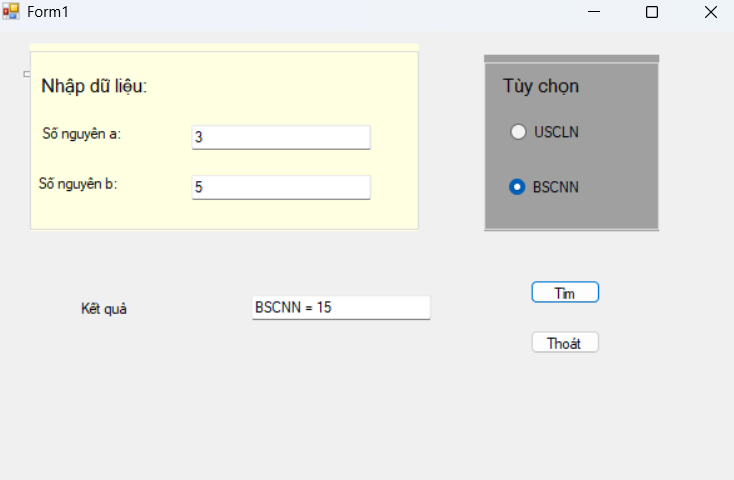 Form1
Nhập dữ liệu:
Số nguyên a:
3
Số nguyên b:
5
Tùy chọn
USCLN
BSCNN
Kết quả
BSCNN = 15
Tìm
Thoát